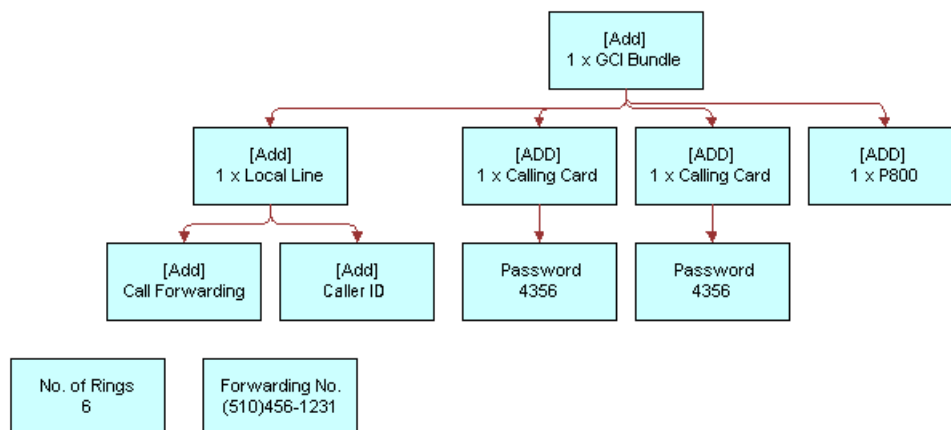 [Add]
1 x GCI Bundle
[Add]
1 x Local Line
[ADD]
1 x Calling Card
[ADD]
1 x Calling Card
[ADD]
1 x P800
[Add]
Call Forwarding
[Add]
Caller ID
Password
4356
Password
4356
No. of Rings
6
Forwarding No.
(510)456-1231